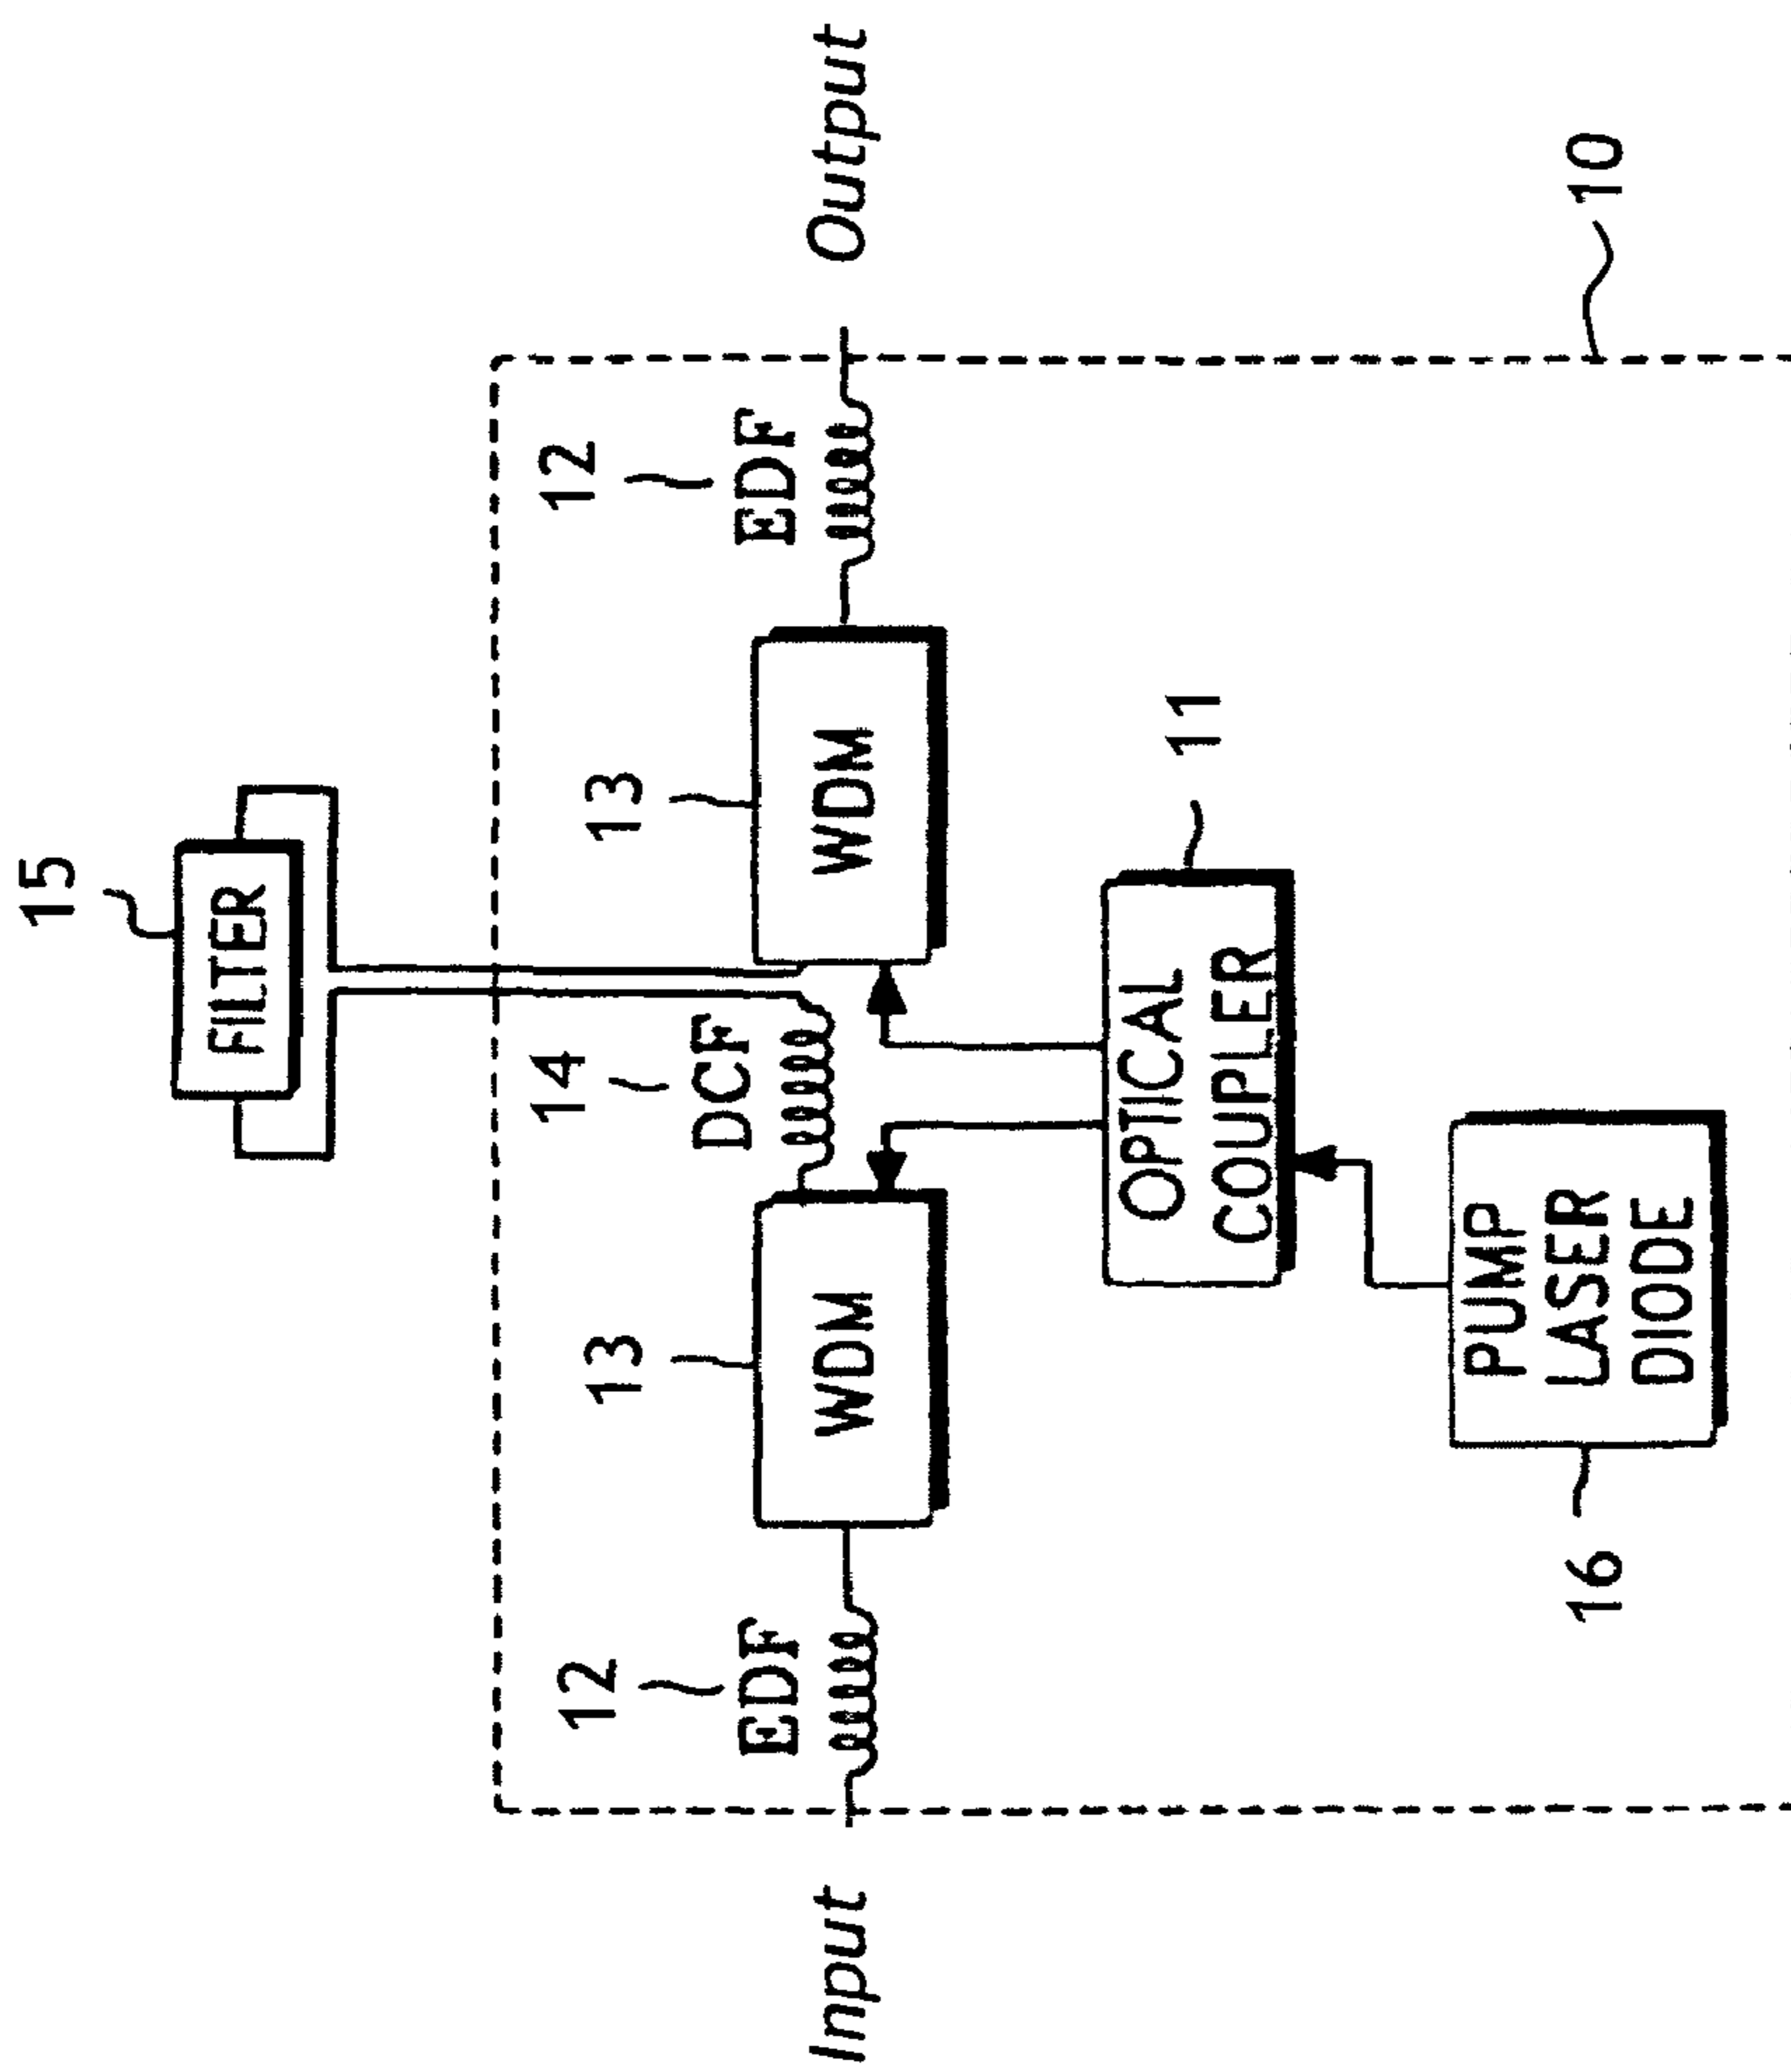 15
FILTER
12
EDF
13
WDM
14
DCF
13
WDM
12
EDF
Input
Output
11
OPTICAL
COUPLER
16
PUMP
LASER
DIODE
10